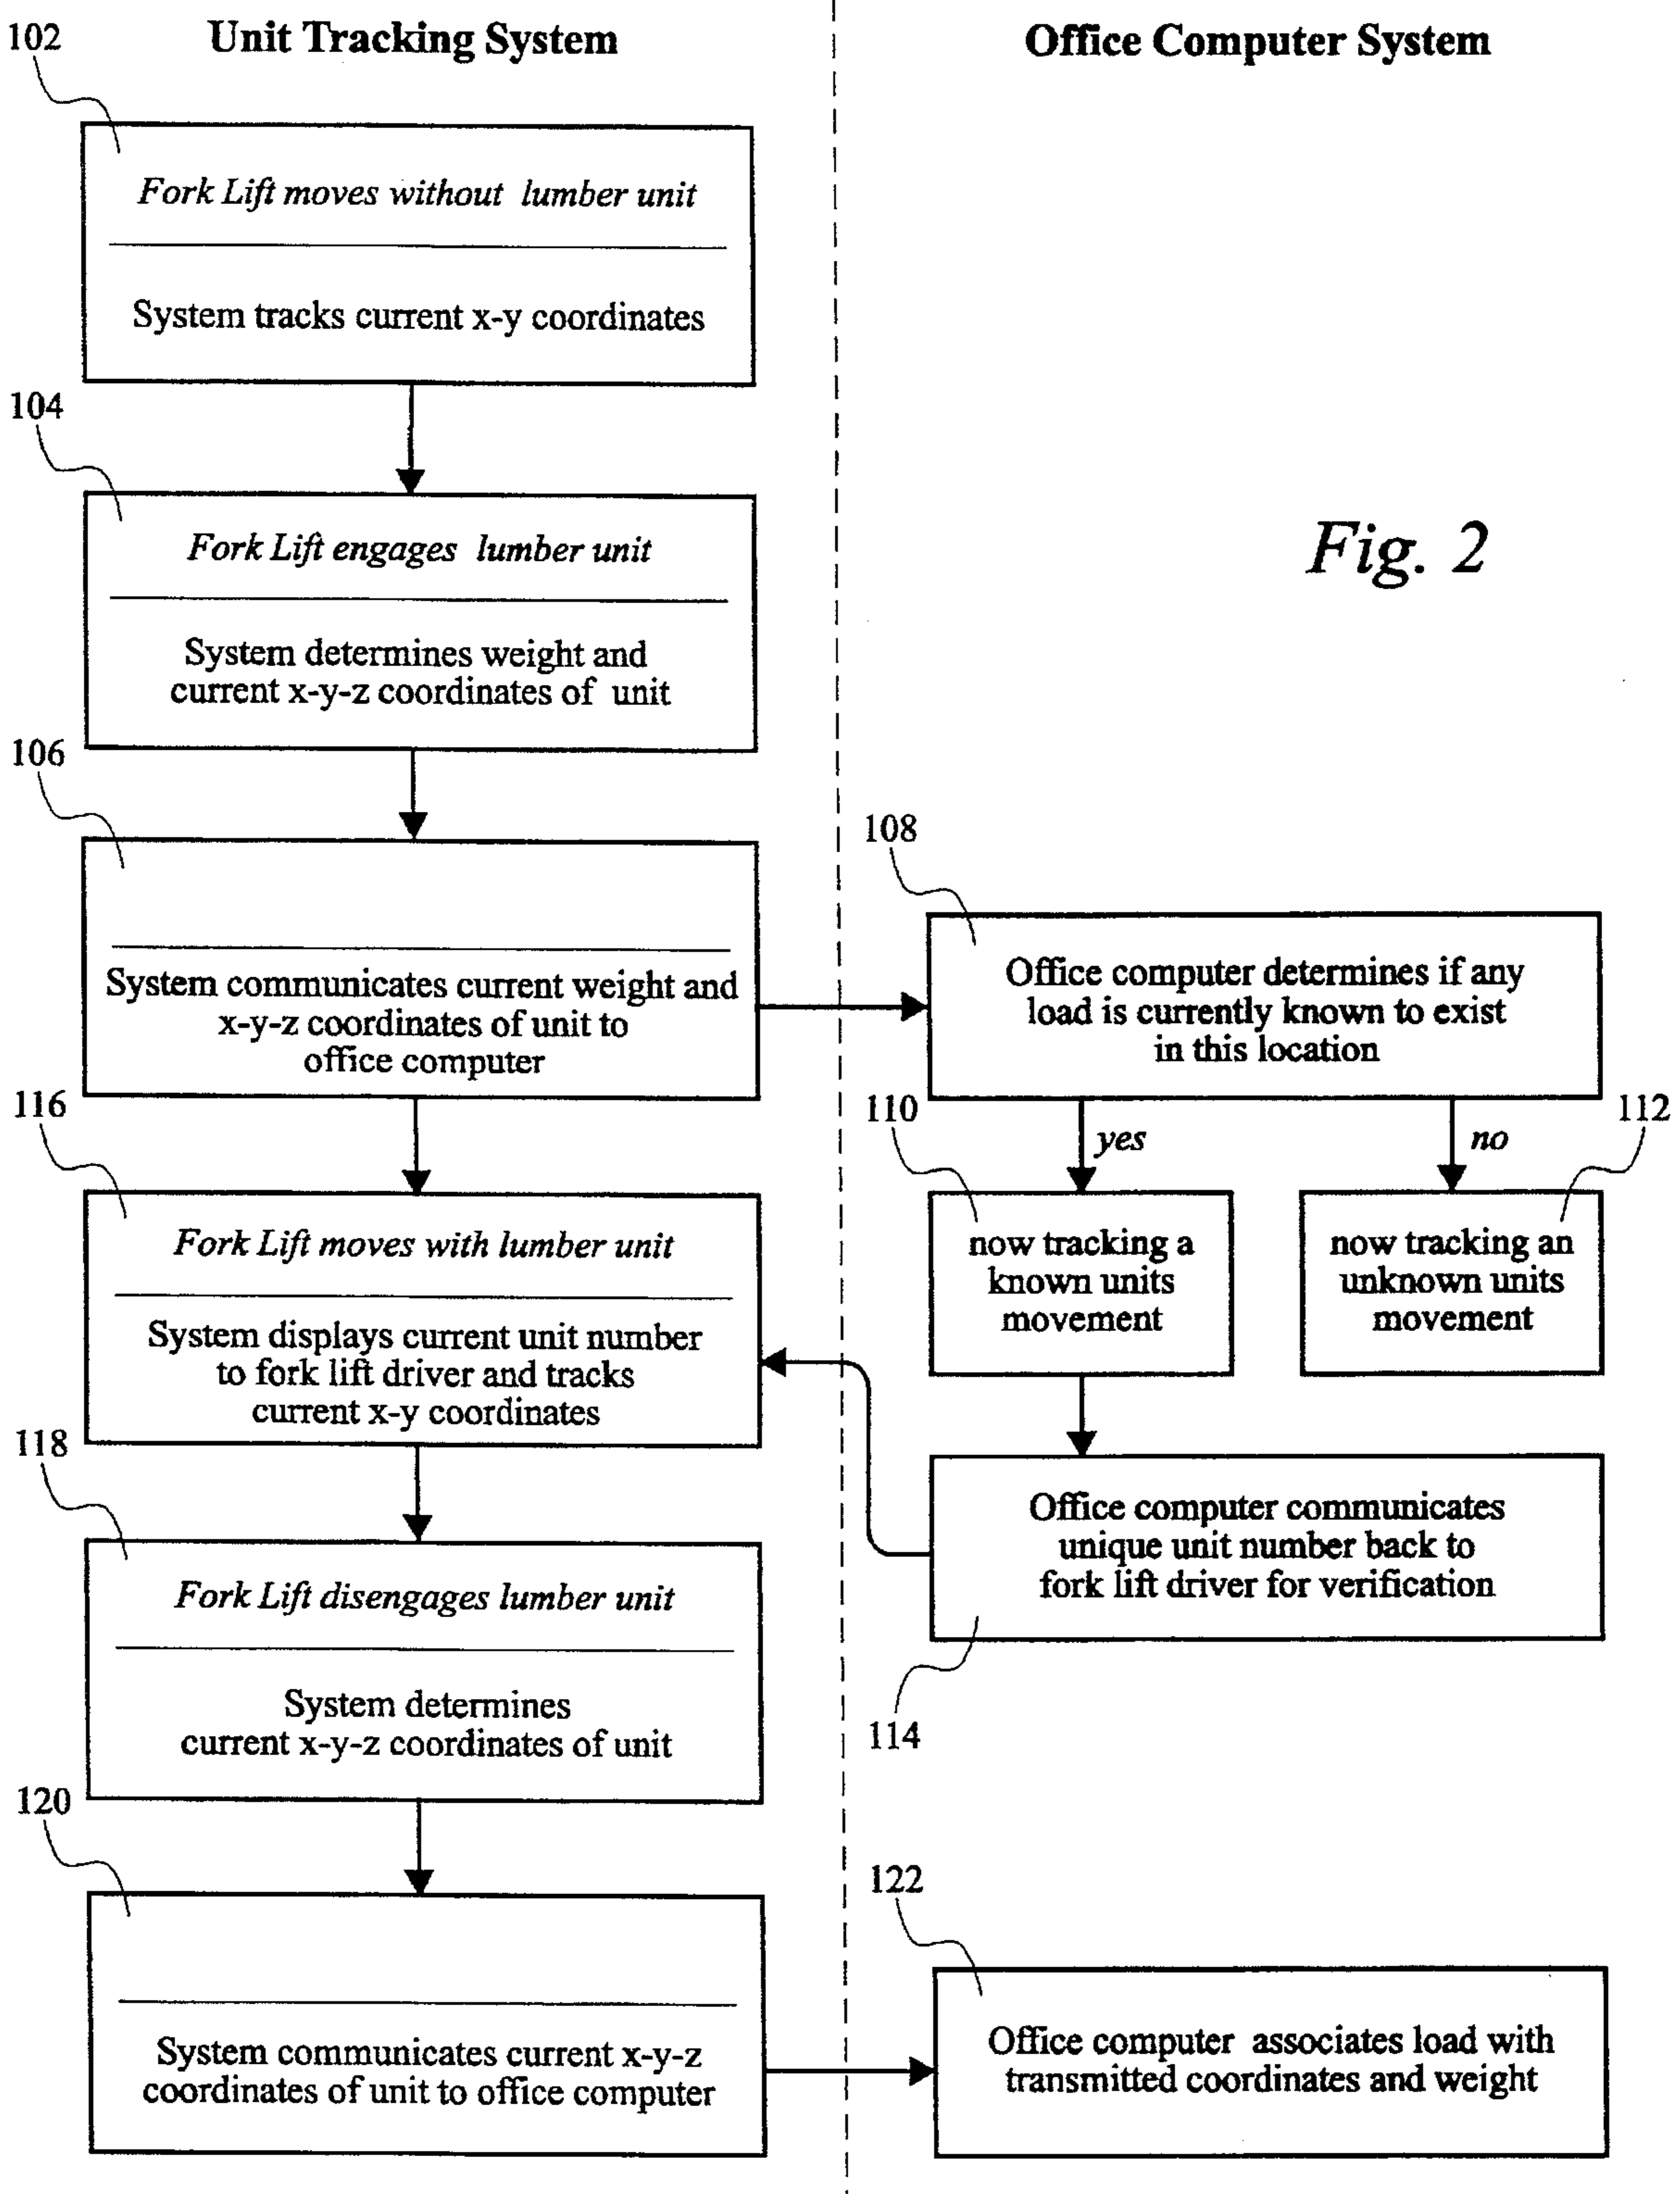 Unit Tracking System
Office Computer System
102
Fork Lift moves without lumber unit
System tracks current x-y coordinates
104
Fork Lift engages lumber unit
System determines weight and
current x-y-z coordinates of unit
Fig. 2
106
System communicates current weight and
x-y-z coordinates of unit to
office computer
108
Office computer determines if any
load is currently known to exist
in this location
yes
no
110
now tracking a
known units
movement
112
now tracking an
unknown units
movement
116
Fork Lift moves with lumber unit
System displays current unit number
to fork lift driver and tracks
current x-y coordinates
Office computer communicates
unique unit number back to
fork lift driver for verification
114
118
Fork Lift disengages lumber unit
System determines
current x-y-z coordinates of unit
120
System communicates current x-y-z
coordinates of unit to office computer
122
Office computer associates load with
transmitted coordinates and weight